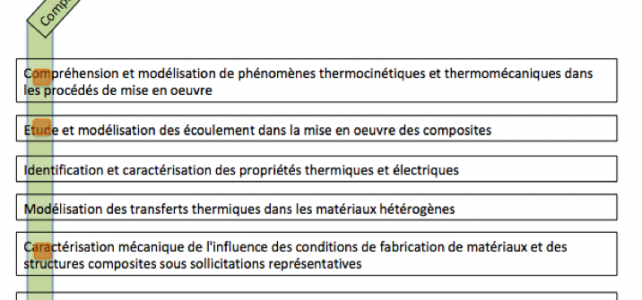 Compréhension et modélisation de phénomènes thermocinétiques et thermomécaniques dans
les procédés de mise en oeuvre
Etude et modélisation des écoulement dans la mise en oeuvre des composites
Identification et caractérisation des propriétés thermiques et électriques
Modélisation des transferts thermiques dans les matériaux hétérogènes
Caractérisation mécanique de l'influence des conditions de fabrication de matériaux et des
structures composites sous sollicitations représentatives